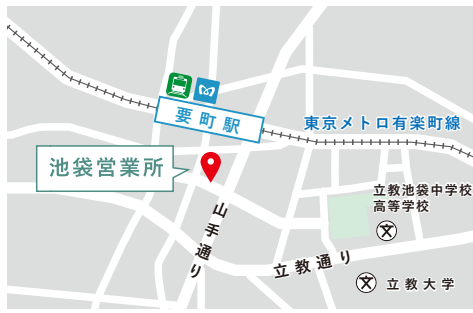 要町駅
東京メトロ有楽町線
池袋営業所
立教池袋中学校
高等学校
文
山手通り
立教通り
文
立教大学